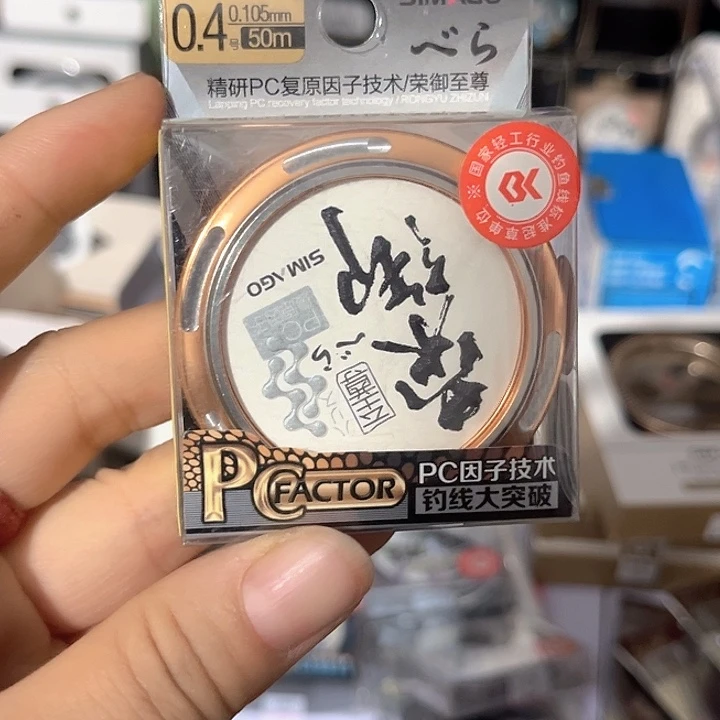 SIMAGO
0.4号
0.105mm
50m
べら
精研PC复原因子技术/荣御至尊
Lanping PC recovery factor technology / RONGYU ZHIZUN
※ 国家轻工行业钓鱼线标准起草单位 ※
SIMAGO
至尊
PC FACTOR
PC因子技术
钓线大突破